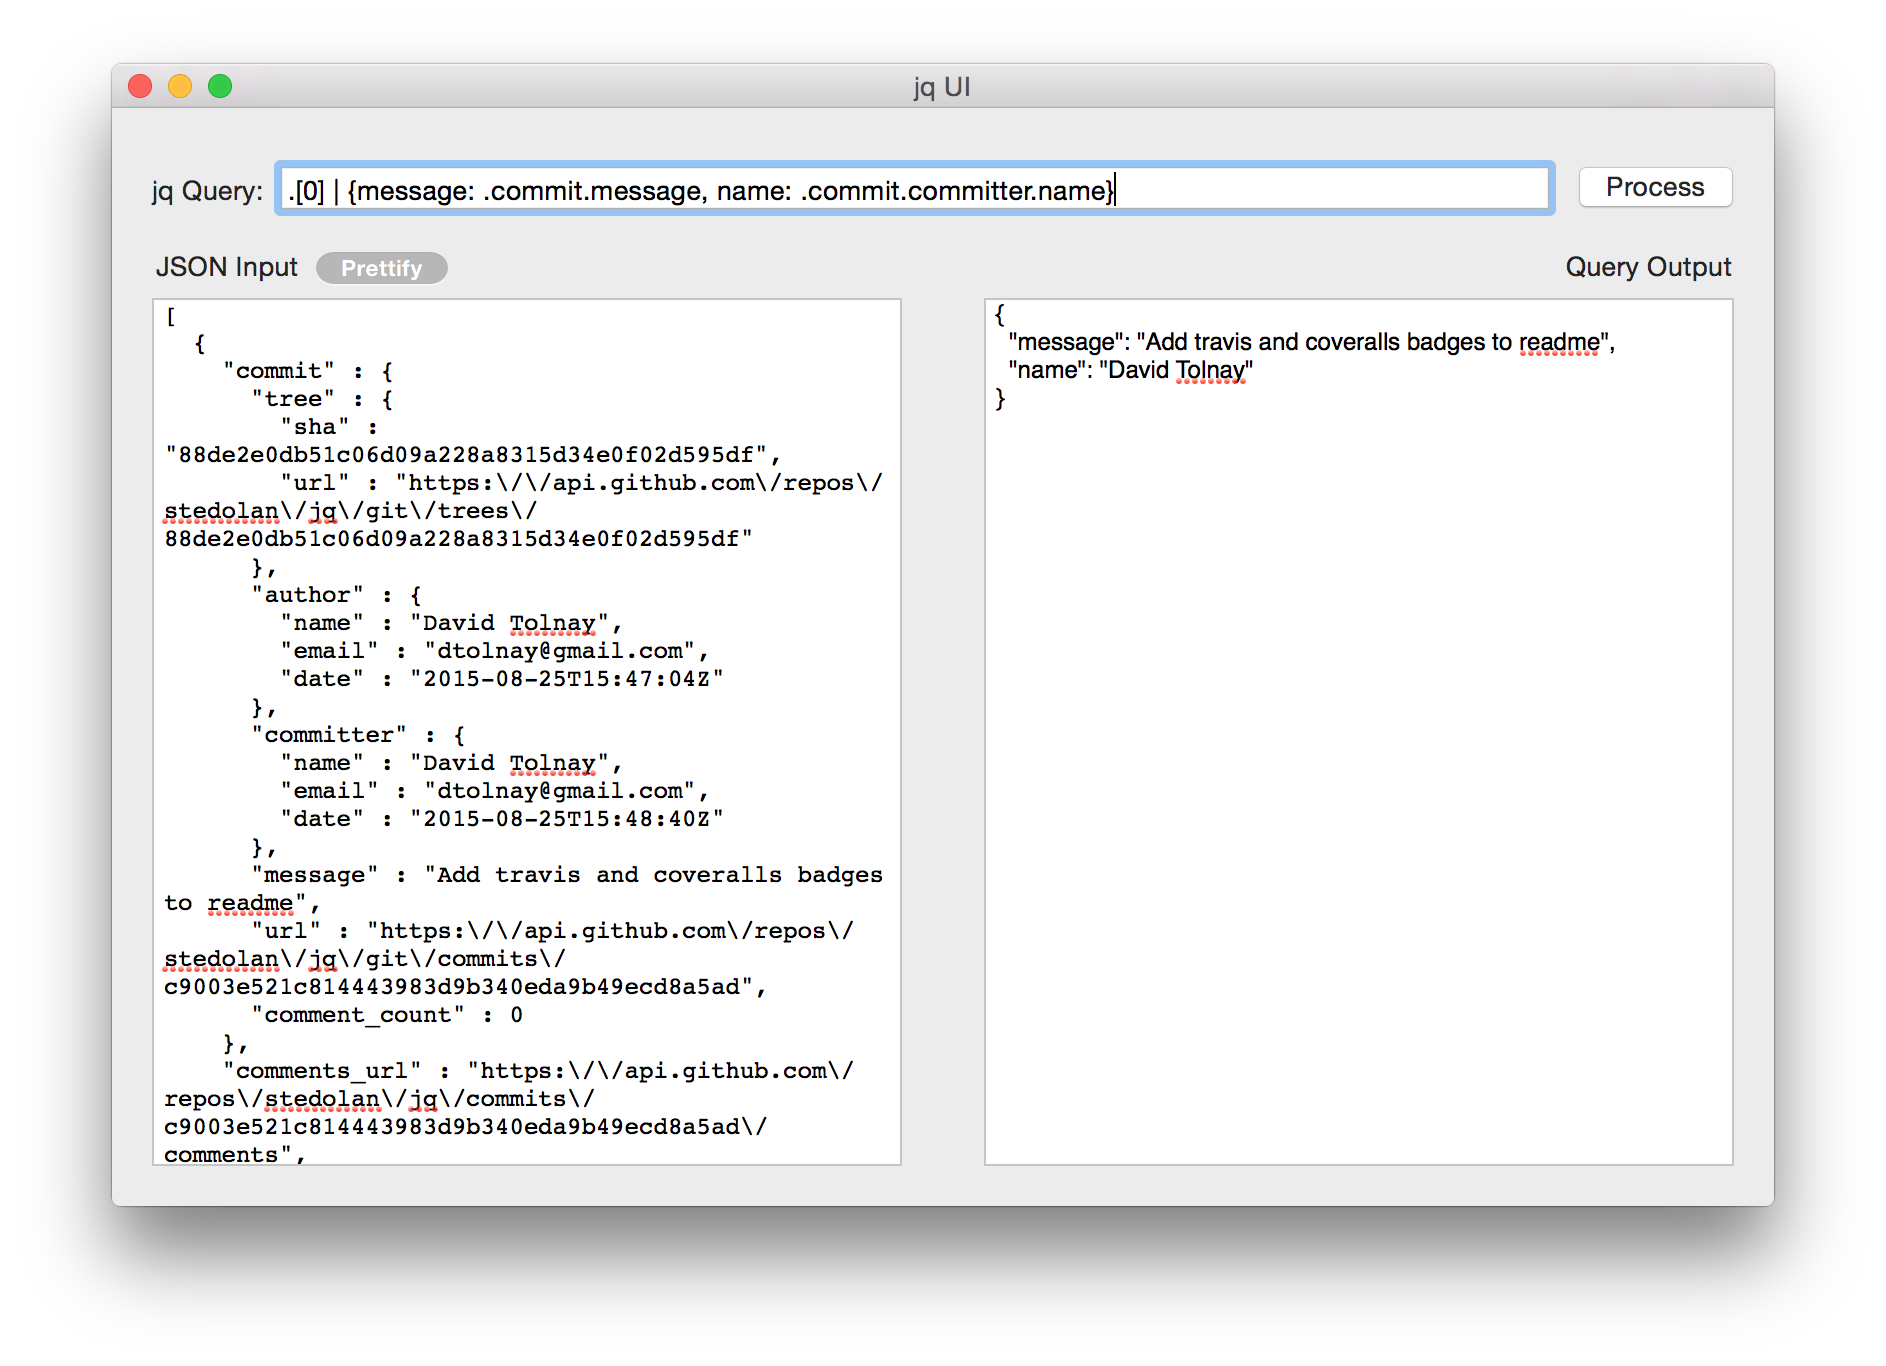 jq UI
jq Query: .[0] | {message: .commit.message, name: .commit.committer.name} Process
JSON Input Prettify Query Output
[
  {
    "commit" : {
      "tree" : {
        "sha" :
"88de2e0db51c06d09a228a8315d34e0f02d595df",
        "url" : "https:\/\/api.github.com\/repos\/
stedolan\/jq\/git\/trees\/
88de2e0db51c06d09a228a8315d34e0f02d595df"
      },
      "author" : {
        "name" : "David Tolnay",
        "email" : "dtolnay@gmail.com",
        "date" : "2015-08-25T15:47:04Z"
      },
      "committer" : {
        "name" : "David Tolnay",
        "email" : "dtolnay@gmail.com",
        "date" : "2015-08-25T15:48:40Z"
      },
      "message" : "Add travis and coveralls badges
to readme",
      "url" : "https:\/\/api.github.com\/repos\/
stedolan\/jq\/git\/commits\/
c9003e521c814443983d9b340eda9b49ecd8a5ad",
      "comment_count" : 0
    },
    "comments_url" : "https:\/\/api.github.com\/
repos\/stedolan\/jq\/commits\/
c9003e521c814443983d9b340eda9b49ecd8a5ad\/
comments",
{
  "message": "Add travis and coveralls badges to readme",
  "name": "David Tolnay"
}